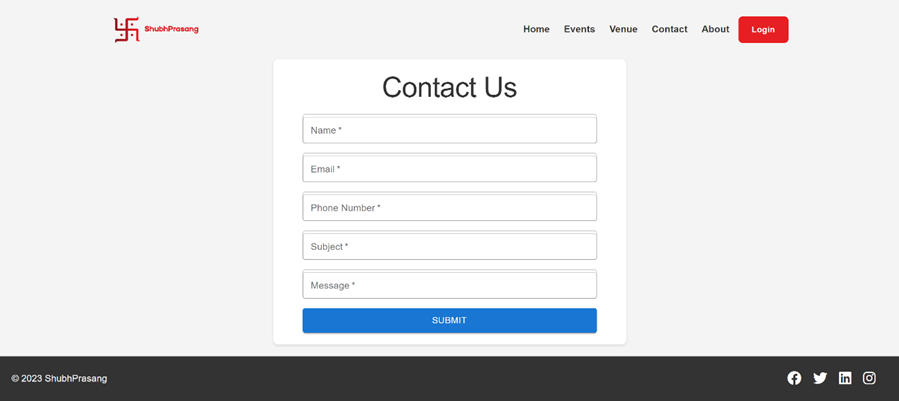 ShubhPrasang
Home Events Venue Contact About Login
Contact Us
Name *
Email *
Phone Number *
Subject *
Message *
SUBMIT
© 2023 ShubhPrasang